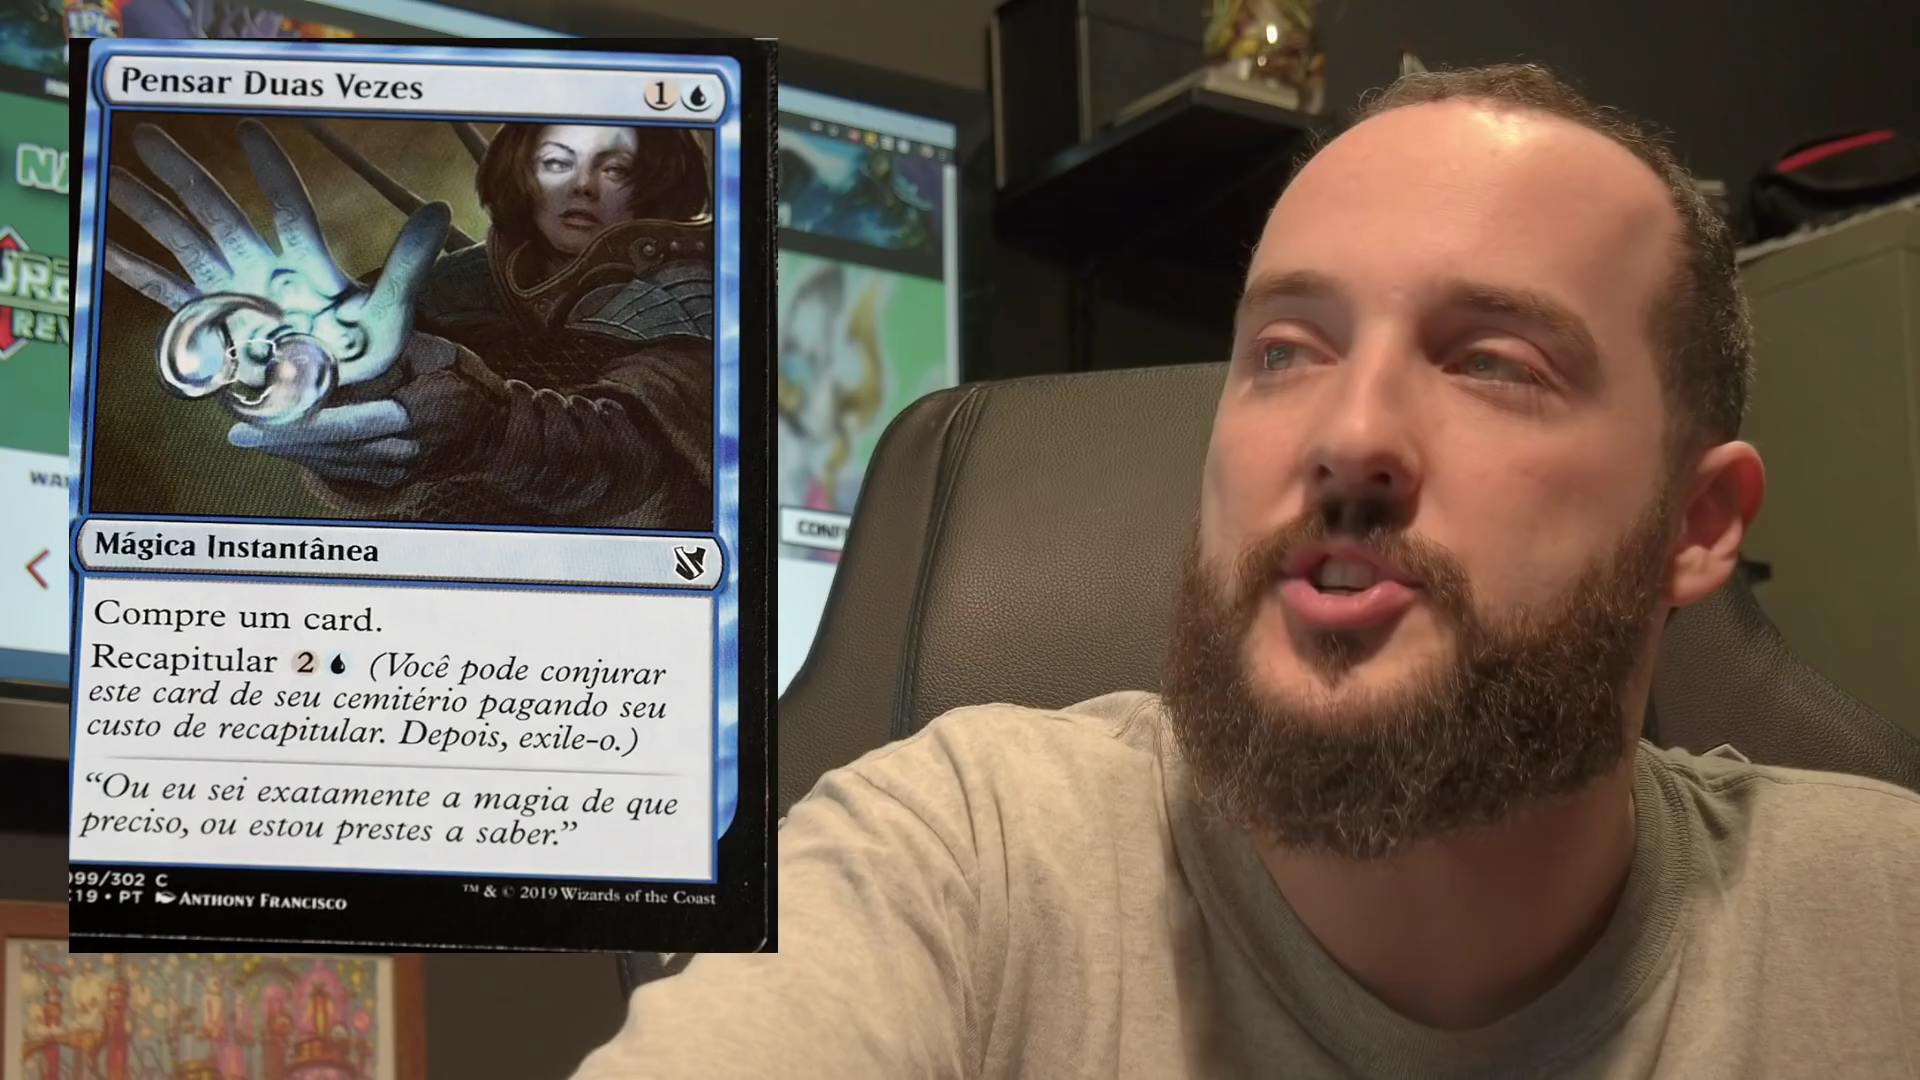 EPIC
Pensar Duas Vezes 1
Mágica Instantânea
Compre um card.
Recapitular 2 (Você pode conjurar
este card de seu cemitério pagando seu
custo de recapitular. Depois, exile-o.)
“Ou eu sei exatamente a magia de que
preciso, ou estou prestes a saber.”
099/302 C
19 • PT ANTHONY FRANCISCO
™ & © 2019 Wizards of the Coast